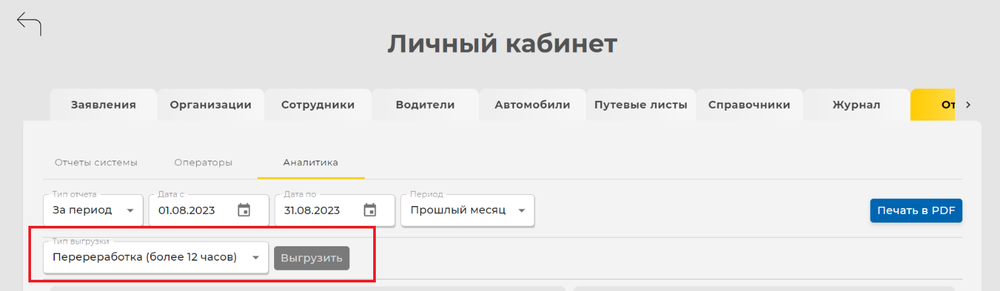 Личный кабинет
Заявления Организации Сотрудники Водители Автомобили Путевые листы Справочники Журнал От
Отчеты системы Операторы Аналитика
Тип отчета Дата с Дата по Период
За период 01.08.2023 31.08.2023 Прошлый месяц Печать в PDF
Тип выгрузки
Перереработка (более 12 часов) Выгрузить